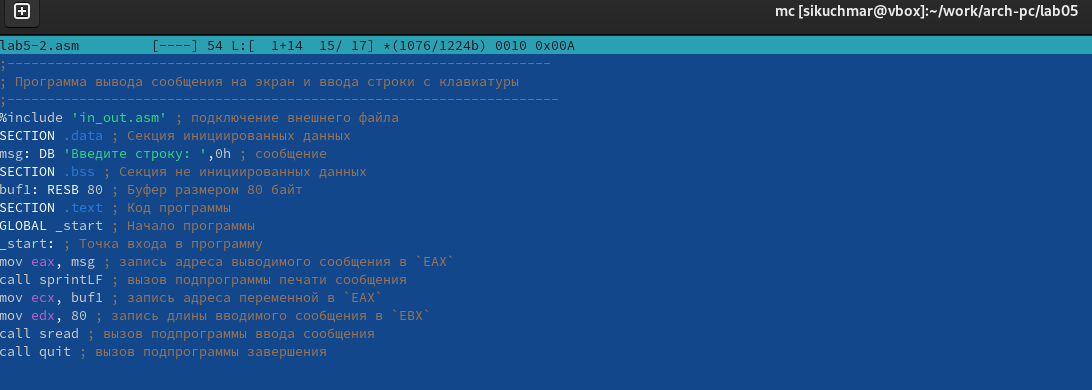 mc [sikuchmar@vbox]:~/work/arch-pc/lab05
lab5-2.asm [----] 54 L:[ 1+14 15/ 17] *(1076/1224b) 0010 0x00A
;--------------------------------------------------------------------
; Программа вывода сообщения на экран и ввода строки с клавиатуры
;---------------------------------------------------------------------
%include 'in_out.asm' ; подключение внешнего файла
SECTION .data ; Секция инициированных данных
msg: DB 'Введите строку: ',0h ; сообщение
SECTION .bss ; Секция не инициированных данных
buf1: RESB 80 ; Буфер размером 80 байт
SECTION .text ; Код программы
GLOBAL _start ; Начало программы
_start: ; Точка входа в программу
mov eax, msg ; запись адреса выводимого сообщения в `EAX`
call sprintLF ; вызов подпрограммы печати сообщения
mov ecx, buf1 ; запись адреса переменной в `EAX`
mov edx, 80 ; запись длины вводимого сообщения в `EBX`
call sread ; вызов подпрограммы ввода сообщения
call quit ; вызов подпрограммы завершения